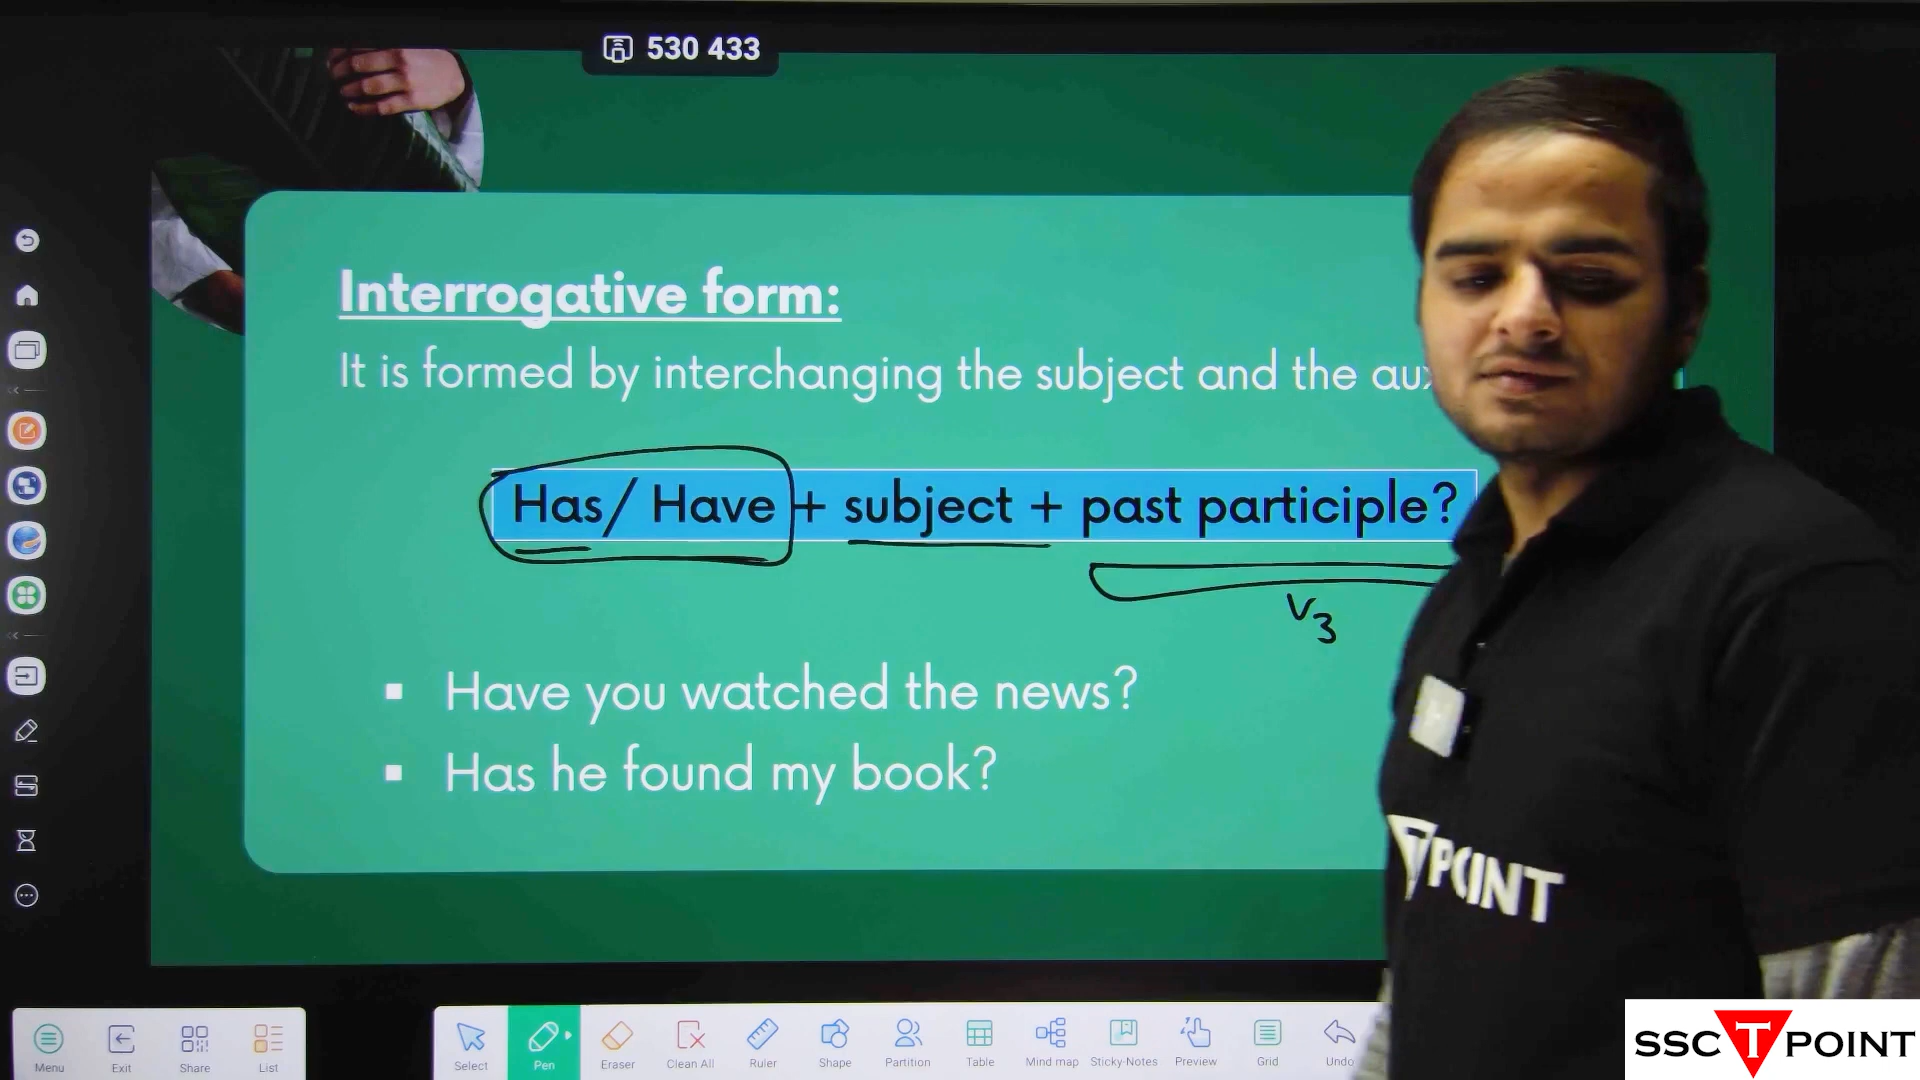 530 433
Interrogative form:
It is formed by interchanging the subject and the
Has/ Have + subject + past participle?
V3
▪ Have you watched the news?
▪ Has he found my book?
POINT
Menu Exit Share List
Select Pen Eraser Clean All Ruler Shape Partition Table Mind map Sticky-Notes Preview Grid Undo
SSC T POINT